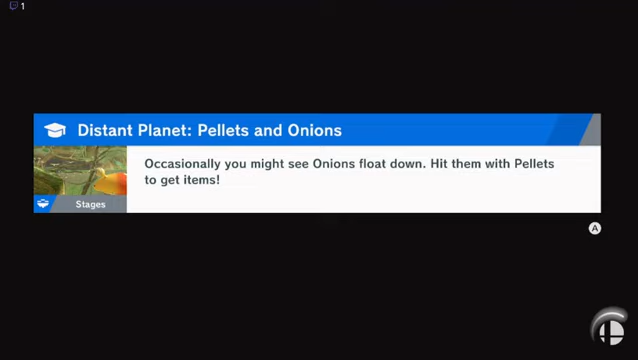 1
Distant Planet: Pellets and Onions
Occasionally you might see Onions float down. Hit them with Pellets
to get items!
Stages
A